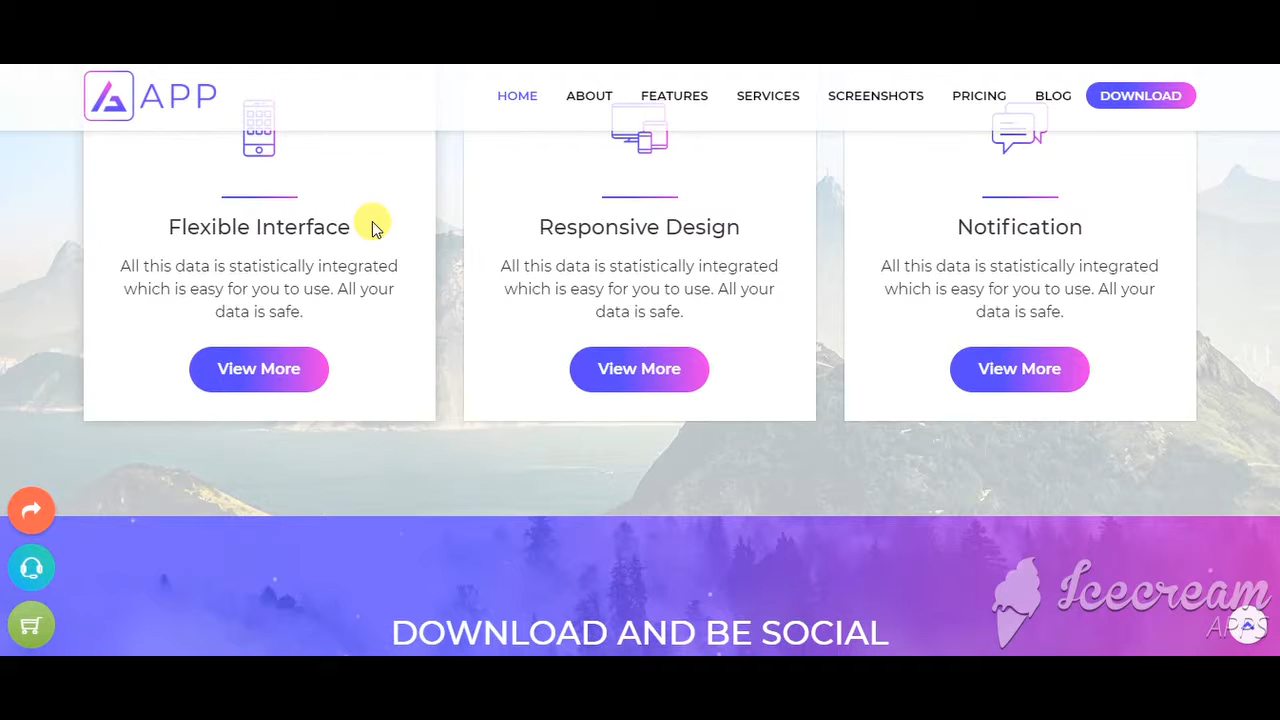 APP
HOME ABOUT FEATURES SERVICES SCREENSHOTS PRICING BLOG DOWNLOAD
Flexible Interface
All this data is statistically integrated
which is easy for you to use. All your
data is safe.
View More
Responsive Design
All this data is statistically integrated
which is easy for you to use. All your
data is safe.
View More
Notification
All this data is statistically integrated
which is easy for you to use. All your
data is safe.
View More
DOWNLOAD AND BE SOCIAL
Icecream
APPS